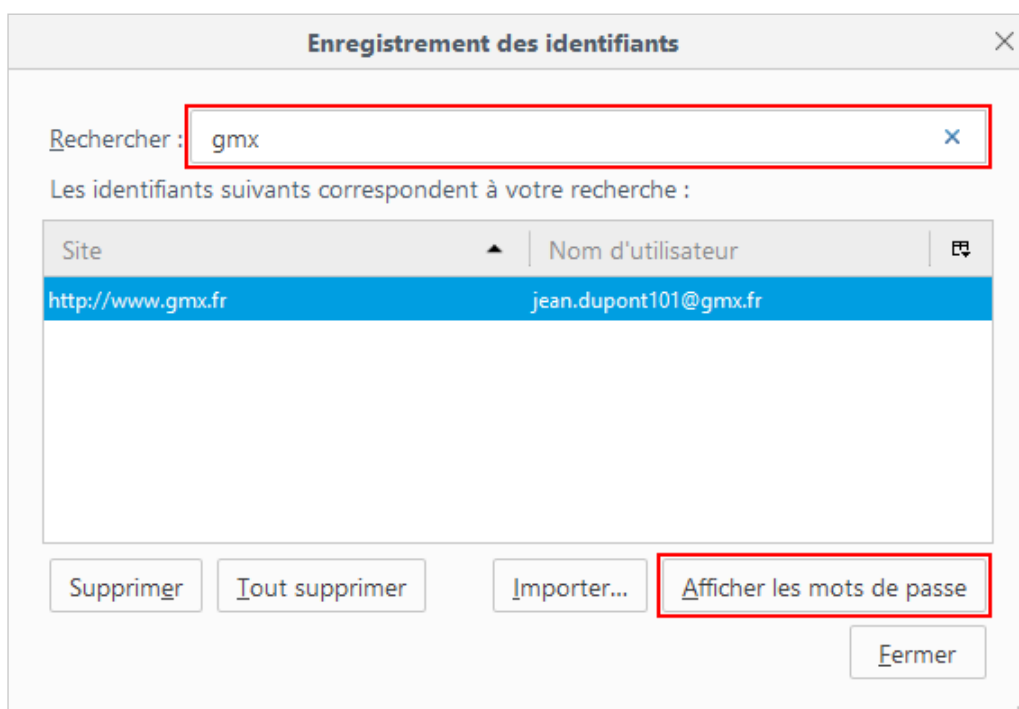 Enregistrement des identifiants
Rechercher : gmx
Les identifiants suivants correspondent à votre recherche :
Site Nom d'utilisateur
http://www.gmx.fr jean.dupont101@gmx.fr
Supprimer Tout supprimer Importer... Afficher les mots de passe
Fermer